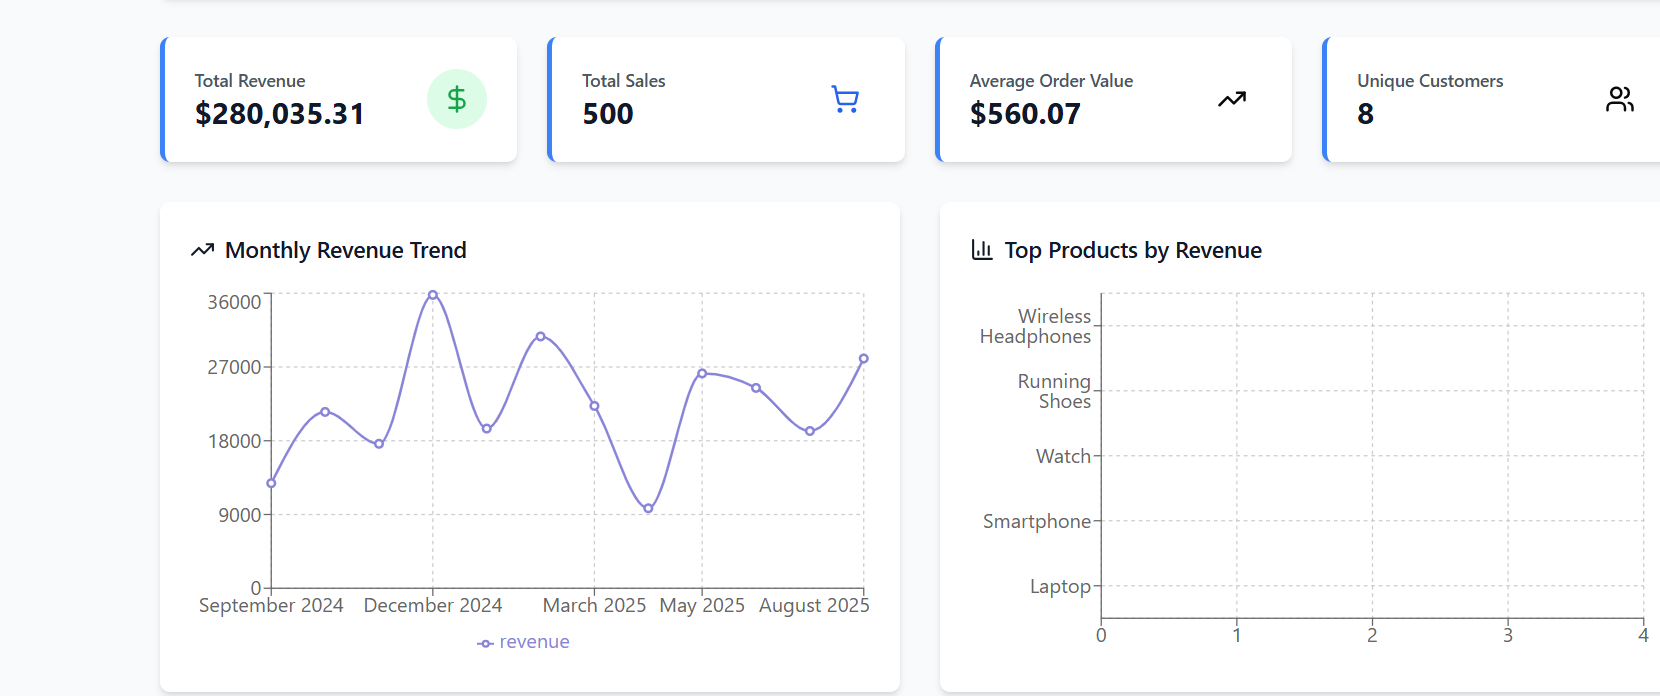 Total Revenue
$280,035.31
Total Sales
500
Average Order Value
$560.07
Unique Customers
8
Monthly Revenue Trend
36000
27000
18000
9000
0
September 2024
December 2024
March 2025
May 2025
August 2025
revenue
Top Products by Revenue
Wireless
Headphones
Running
Shoes
Watch
Smartphone
Laptop
0
1
2
3
4